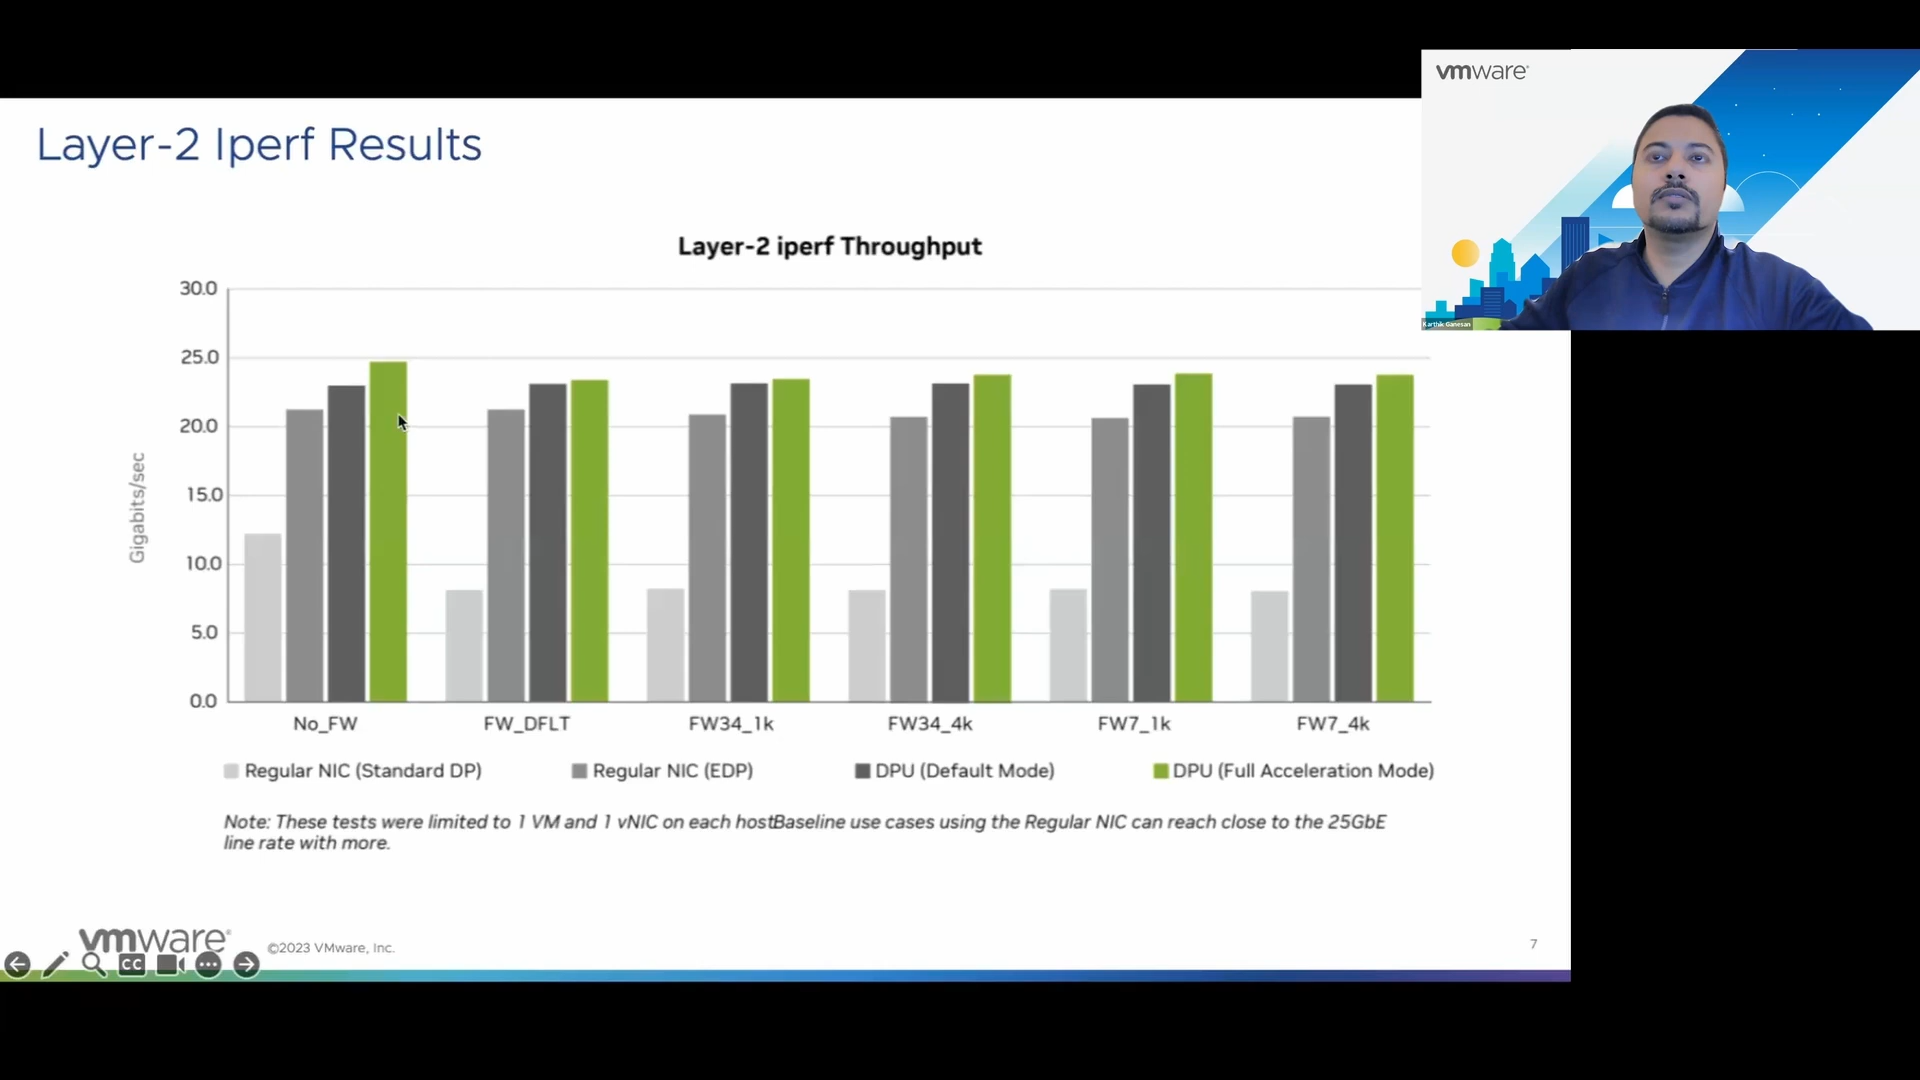 vmware®
Karthik Ganesan
Layer-2 Iperf Results
Layer-2 iperf Throughput
30.0
25.0
20.0
15.0
10.0
5.0
0.0
Gigabits/sec
No_FW FW_DFLT FW34_1k FW34_4k FW7_1k FW7_4k
Regular NIC (Standard DP) Regular NIC (EDP) DPU (Default Mode) DPU (Full Acceleration Mode)
Note: These tests were limited to 1 VM and 1 vNIC on each hostBaseline use cases using the Regular NIC can reach close to the 25GbE
line rate with more.
vmware®
©2023 VMware, Inc.
7
CC